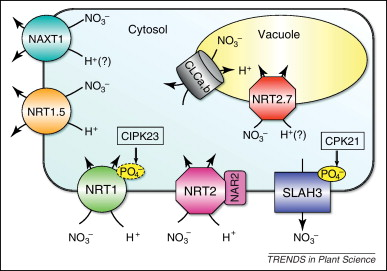 NO3⁻
NAXT1
H⁺(?)
Cytosol
Vacuole
NO3⁻
CLCa,b
H⁺
NRT2.7
NO3⁻
H⁺(?)
NO3⁻
NRT1.5
H⁺
CIPK23
PO4
NRT1
NO3⁻
H⁺
NRT2
NAR2
NO3⁻
H⁺
CPK21
PO4
SLAH3
NO3⁻
TRENDS in Plant Science